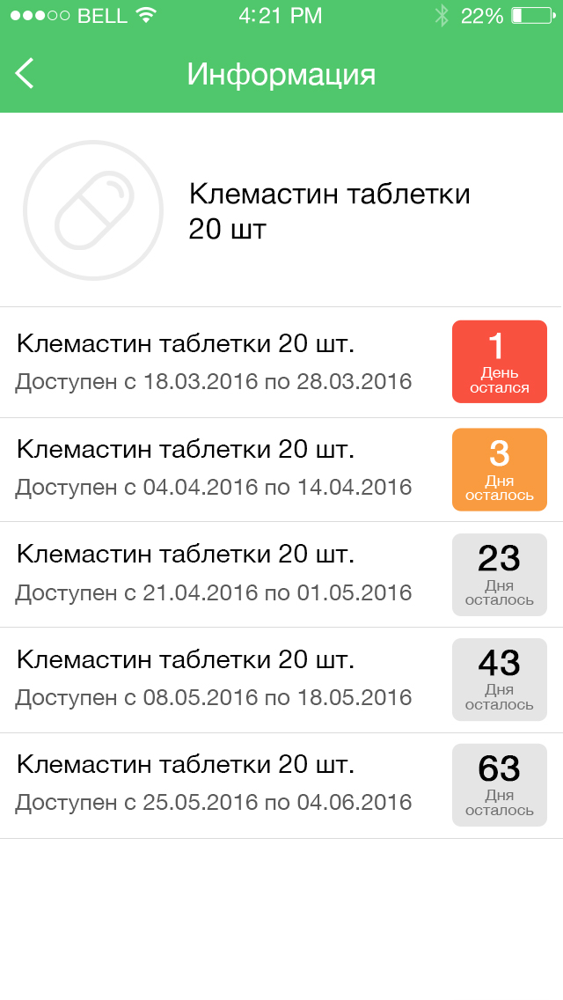 BELL 4:21 PM 22%
Информация
Клемастин таблетки
20 шт
Клемастин таблетки 20 шт.
Доступен с 18.03.2016 по 28.03.2016
1
День
остался
Клемастин таблетки 20 шт.
Доступен с 04.04.2016 по 14.04.2016
3
Дня
осталось
Клемастин таблетки 20 шт.
Доступен с 21.04.2016 по 01.05.2016
23
Дня
осталось
Клемастин таблетки 20 шт.
Доступен с 08.05.2016 по 18.05.2016
43
Дня
осталось
Клемастин таблетки 20 шт.
Доступен с 25.05.2016 по 04.06.2016
63
Дня
осталось